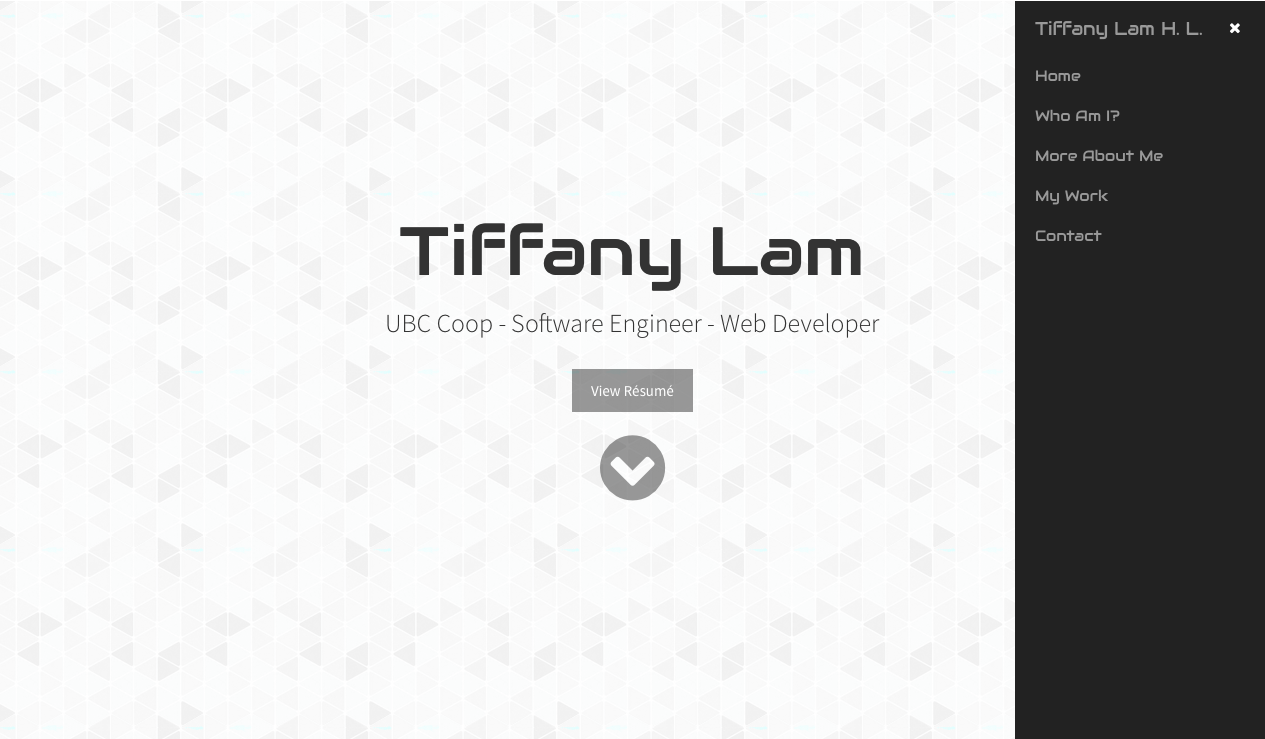 Tiffany Lam
UBC Coop - Software Engineer - Web Developer
View Résumé
Tiffany Lam H. L.
Home
Who Am I?
More About Me
My Work
Contact